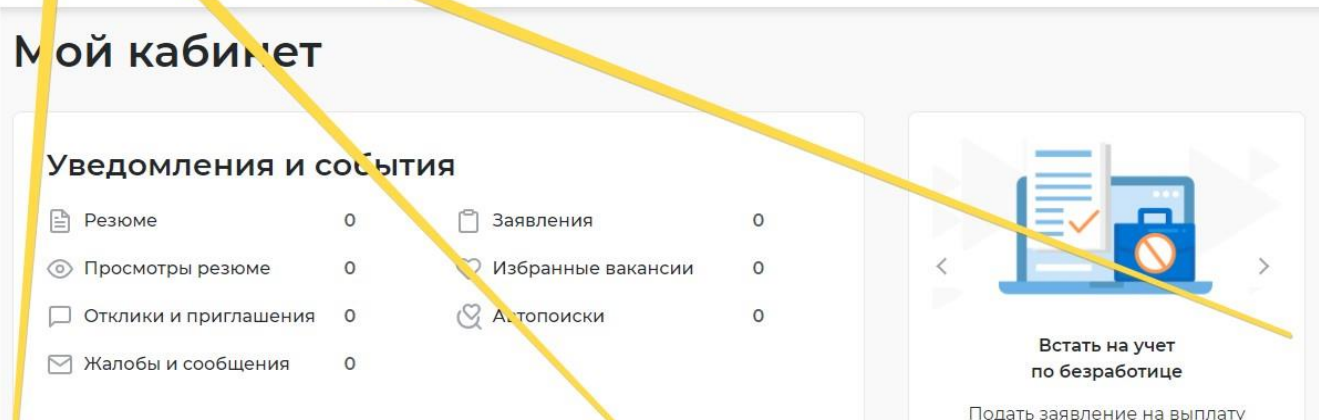 Мой кабинет
Уведомления и события
Резюме 0
Заявления 0
Просмотры резюме 0
Избранные вакансии 0
Отклики и приглашения 0
Автопоиски 0
Жалобы и сообщения 0
Встать на учет
по безработице
Подать заявление на выплату